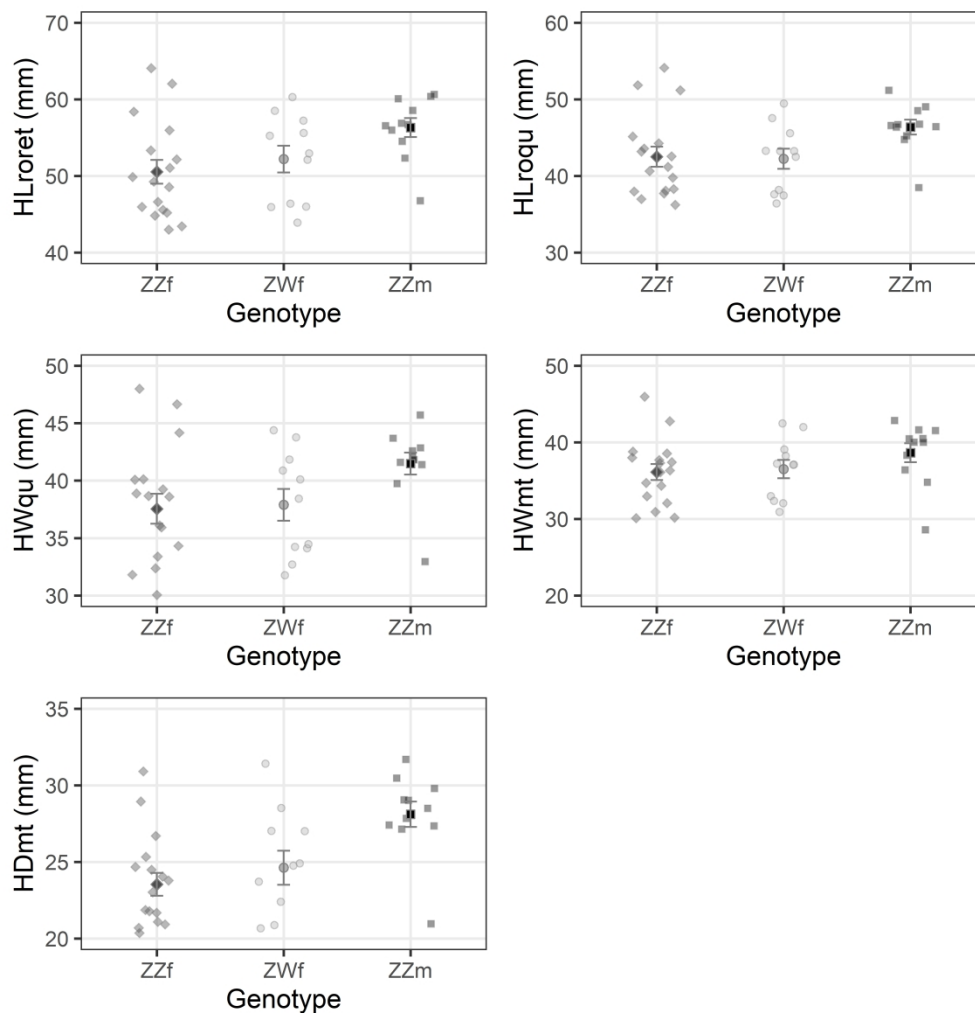 HLroret (mm)
70
60
50
40
ZZf ZWf ZZm
Genotype
HLroqu (mm)
60
50
40
30
ZZf ZWf ZZm
Genotype
HWqu (mm)
50
45
40
35
30
ZZf ZWf ZZm
Genotype
HWmt (mm)
50
40
30
20
ZZf ZWf ZZm
Genotype
HDmt (mm)
35
30
25
20
ZZf ZWf ZZm
Genotype